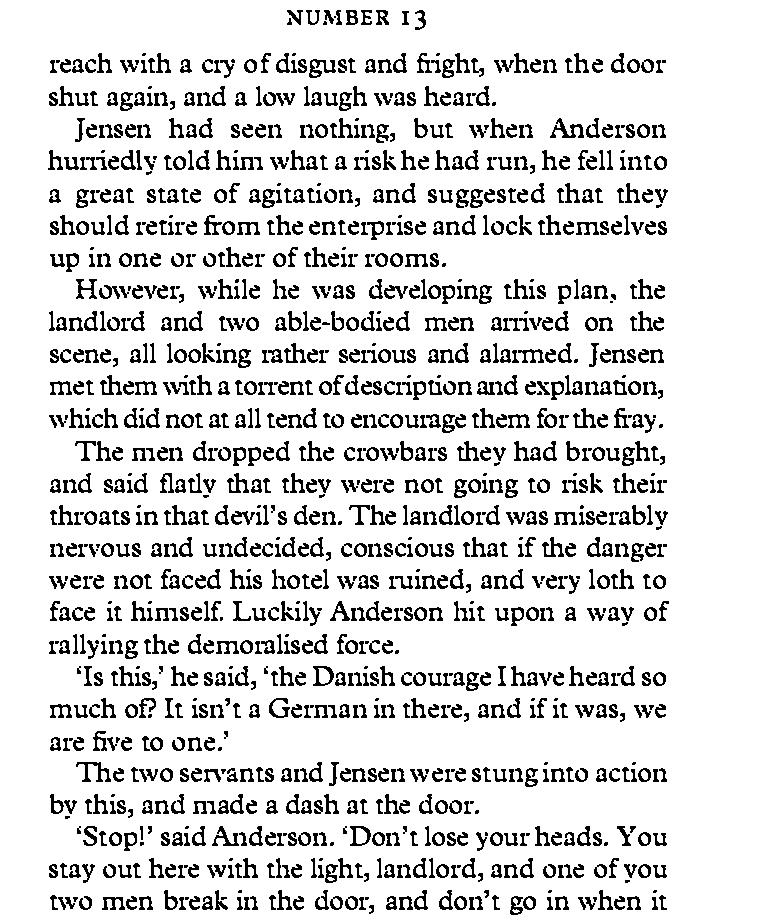 NUMBER 13
reach with a cry of disgust and fright, when the door
shut again, and a low laugh was heard.
Jensen had seen nothing, but when Anderson
hurriedly told him what a risk he had run, he fell into
a great state of agitation, and suggested that they
should retire from the enterprise and lock themselves
up in one or other of their rooms.
However, while he was developing this plan, the
landlord and two able-bodied men arrived on the
scene, all looking rather serious and alarmed. Jensen
met them with a torrent of description and explanation,
which did not at all tend to encourage them for the fray.
The men dropped the crowbars they had brought,
and said flatly that they were not going to risk their
throats in that devil's den. The landlord was miserably
nervous and undecided, conscious that if the danger
were not faced his hotel was ruined, and very loth to
face it himself. Luckily Anderson hit upon a way of
rallying the demoralised force.
‘Is this,’ he said, ‘the Danish courage I have heard so
much of? It isn’t a German in there, and if it was, we
are five to one.’
The two servants and Jensen were stung into action
by this, and made a dash at the door.
‘Stop!’ said Anderson. ‘Don’t lose your heads. You
stay out here with the light, landlord, and one of you
two men break in the door, and don’t go in when it